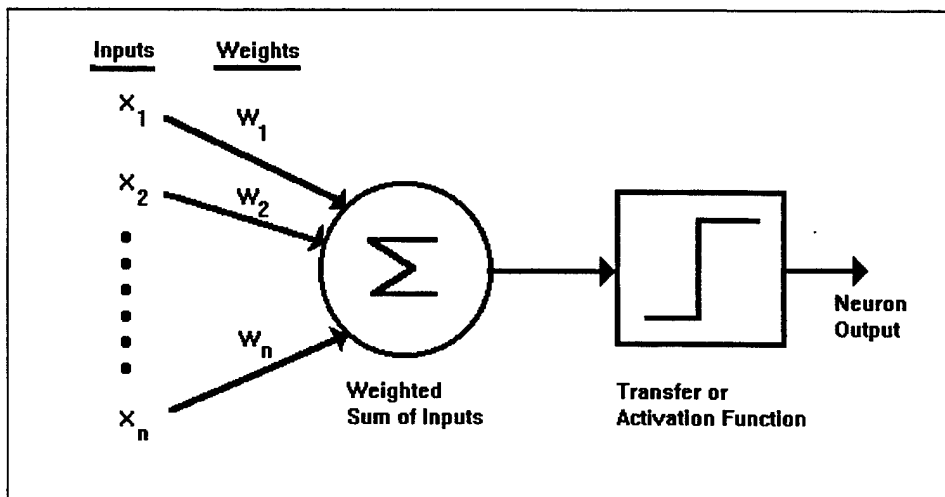 Inputs Weights
X1 W1
X2 W2
Σ
Wn
Xn
Neuron
Output
Weighted
Sum of Inputs
Transfer or
Activation Function